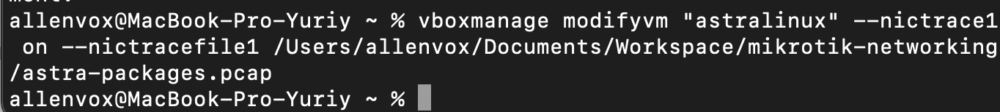 allenvox@MacBook-Pro-Yuriy ~ % vboxmanage modifyvm "astralinux" --nictrace1
on --nictracefile1 /Users/allenvox/Documents/Workspace/mikrotik-networking
/astra-packages.pcap
allenvox@MacBook-Pro-Yuriy ~ %